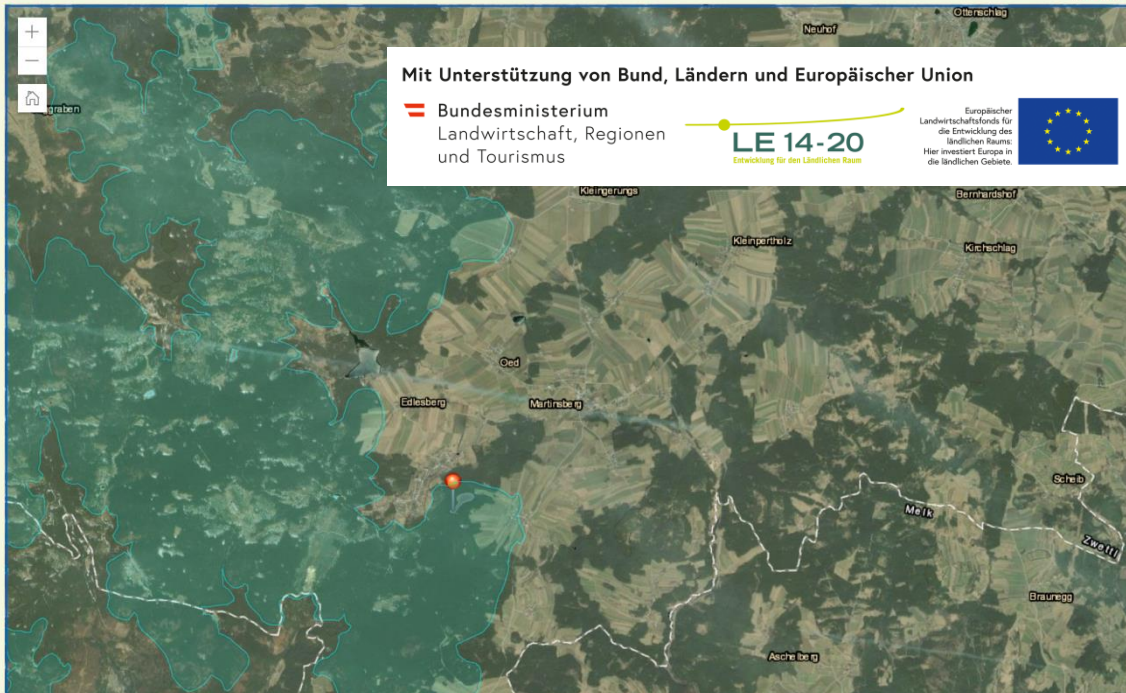 Ottenschlag
Neuhof
+
−
Mit Unterstützung von Bund, Ländern und Europäischer Union
Bundesministerium
Landwirtschaft, Regionen
und Tourismus
LE 14-20
Entwicklung für den Ländlichen Raum
Europäischer
Landwirtschaftsfonds für
die Entwicklung des
ländlichen Raums:
Hier investiert Europa in
die ländlichen Gebiete.
Kleingerungs
Bernhardshof
Kleinpertholz
Kirchschlag
Oed
Edlesberg
Martinsberg
Schelb
Melk
Zwettl
Braunegg
Aschelberg